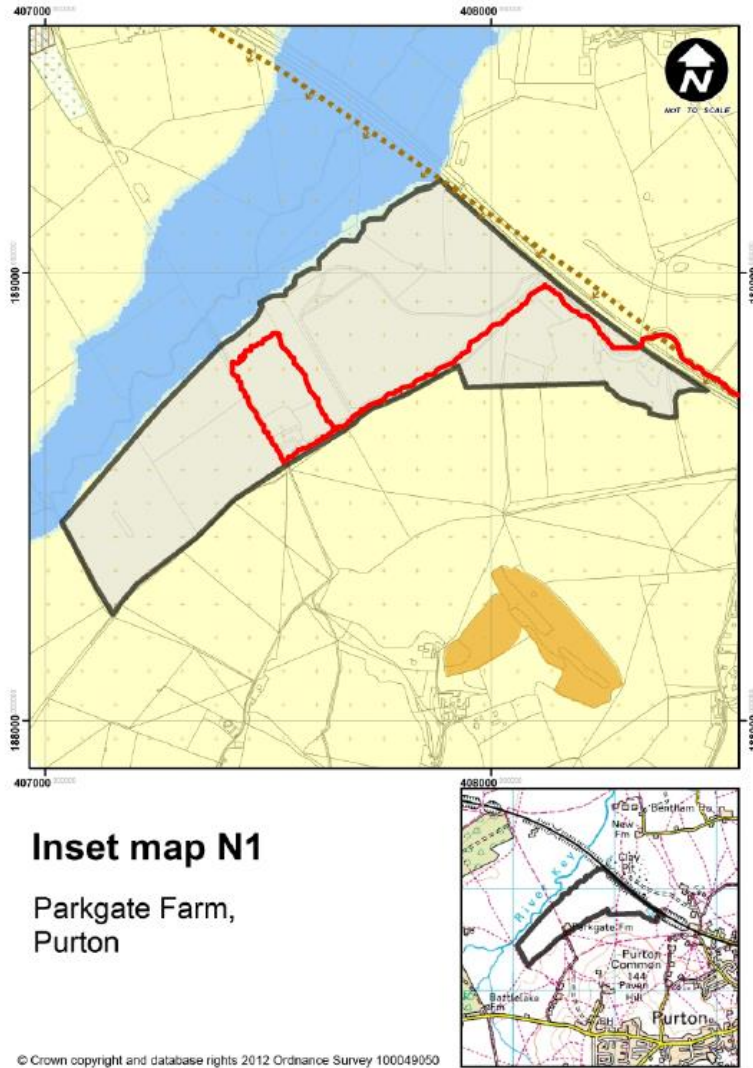 407000
408000
N
NOT TO SCALE
189000
188000
407000
408000
Inset map N1
Parkgate Farm,
Purton
New
Fm
Clay
Pit
River Key
Parkgate Fm
Purton
Common
144
Paven
Hill
Battlelake
Fm
PH
Purton
© Crown copyright and database rights 2012 Ordnance Survey 100049050